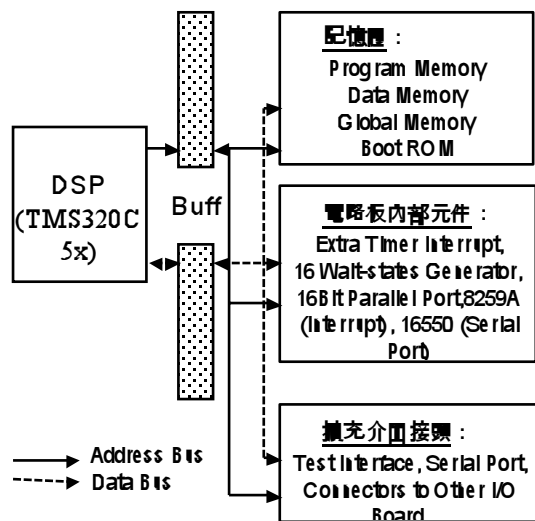 記憶體：
Program Memory
Data Memory
Global Memory
Boot ROM
DSP
(TMS320C
5x)
Buff
電路板內部元件：
Extra Timer Interrupt,
16 Wait-states Generator,
16Bit Parallel Port,8259A
(Interrupt), 16550 (Serial
Port)
擴充介面接頭：
Test Interface, Serial Port,
Connectors to Other I/O
Board
Address Bus
Data Bus